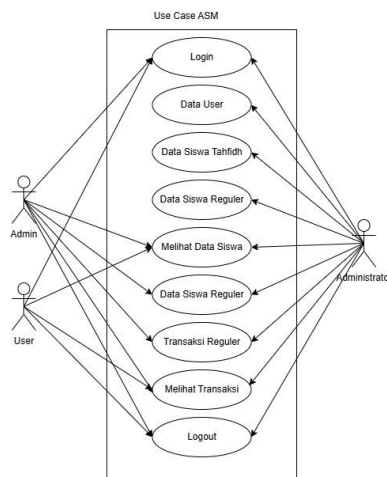 Use Case ASM
Login
Data User
Data Siswa Tahfidh
Data Siswa Reguler
Admin
Melihat Data Siswa
Administrato
Data Siswa Reguler
User
Transaksi Reguler
Melihat Transaksi
Logout